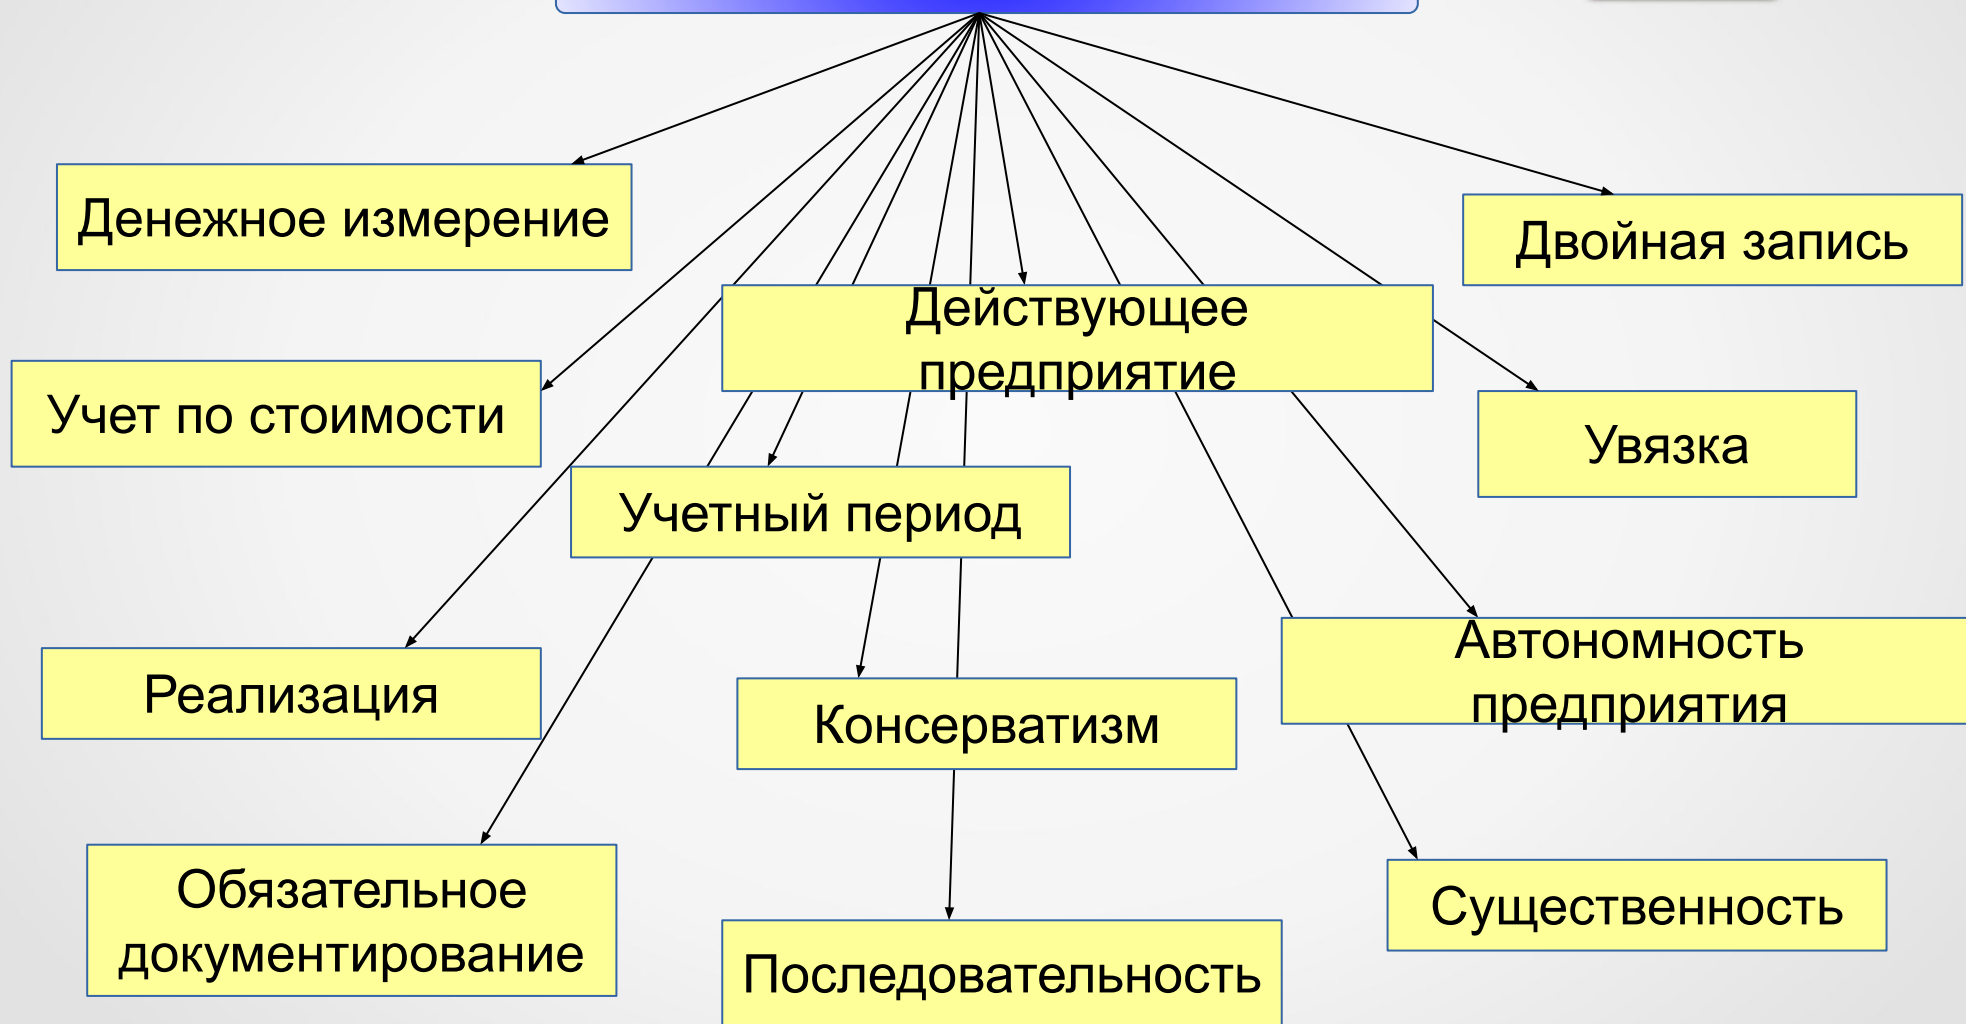 Денежное измерение
Двойная запись
Действующее
предприятие
Учет по стоимости
Увязка
Учетный период
Автономность
предприятия
Реализация
Консерватизм
Обязательное
документирование
Существенность
Последовательность